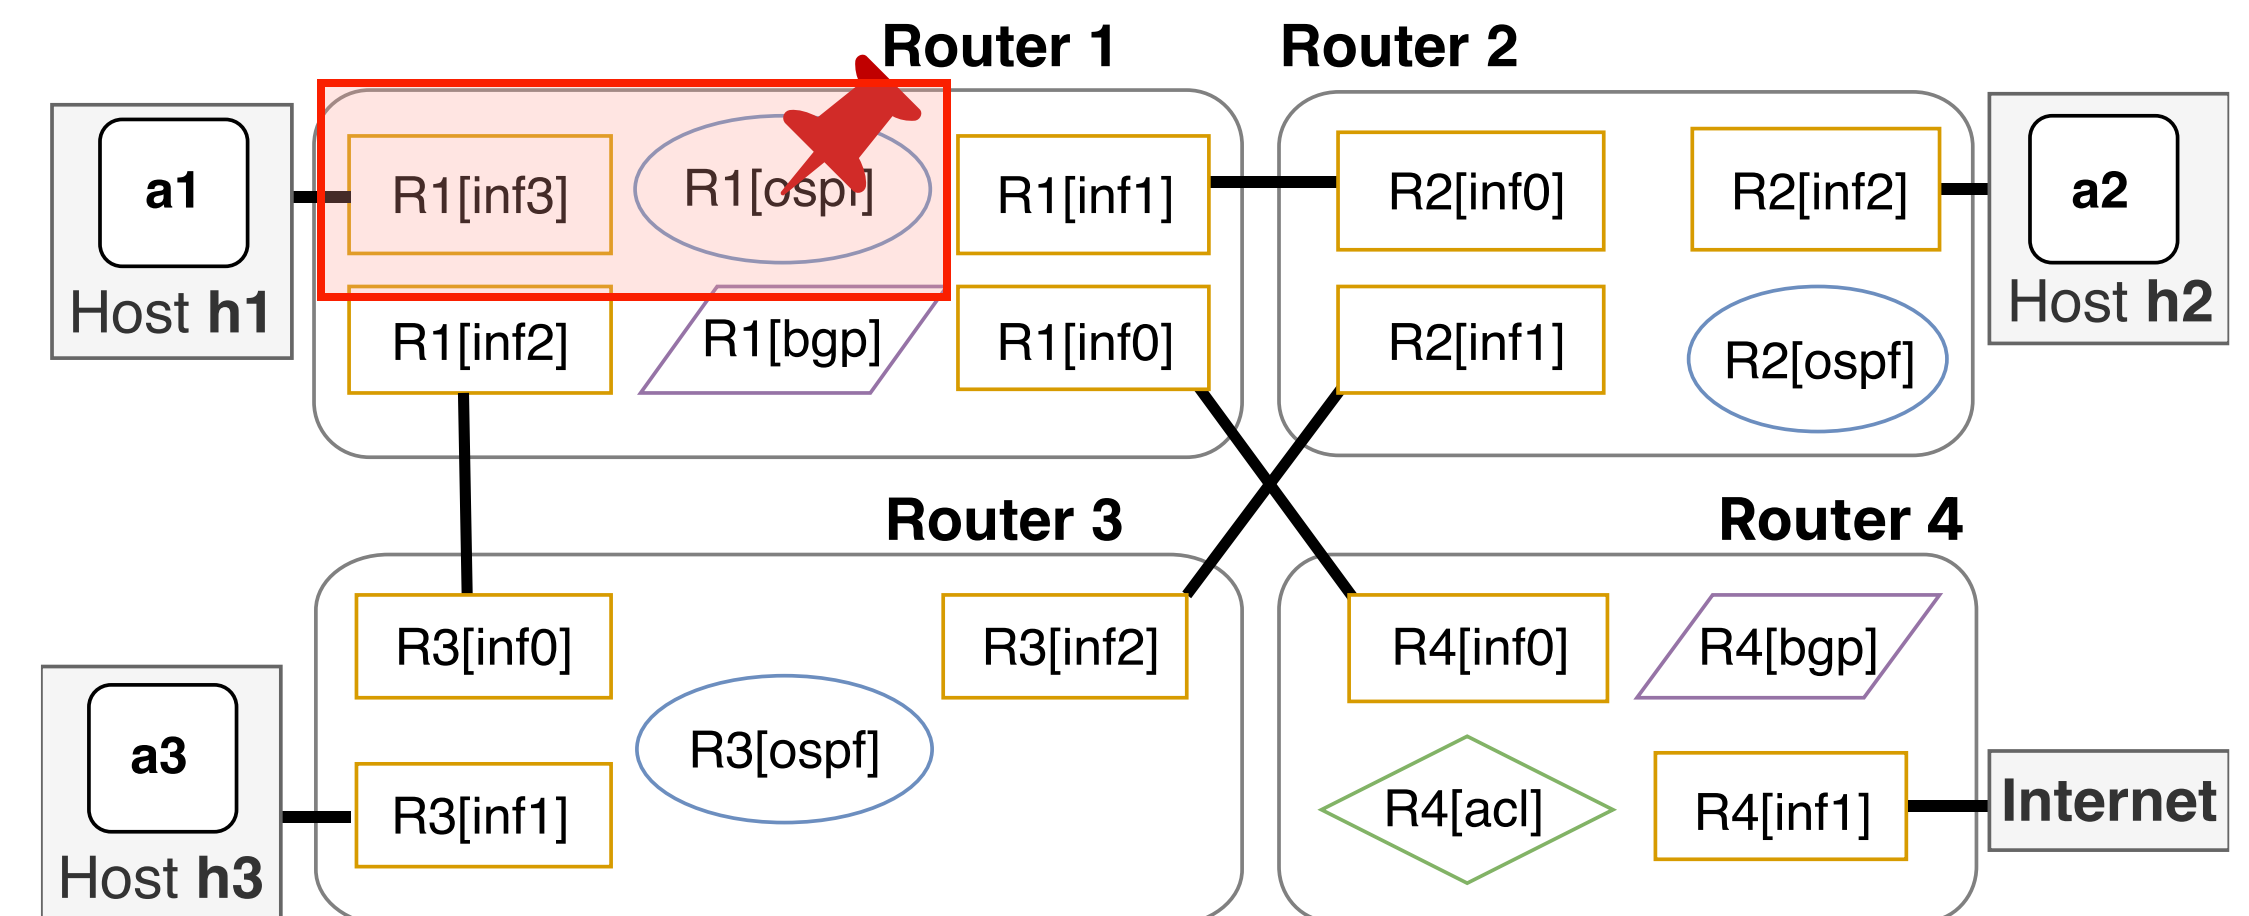 Router 1
Router 2
a1
Host h1
R1[inf3]
R1[ospf]
R1[inf1]
R1[inf2]
R1[bgp]
R1[inf0]
R2[inf0]
R2[inf2]
R2[inf1]
R2[ospf]
a2
Host h2
Router 3
Router 4
a3
Host h3
R3[inf0]
R3[inf2]
R3[ospf]
R3[inf1]
R4[inf0]
R4[bgp]
R4[acl]
R4[inf1]
Internet